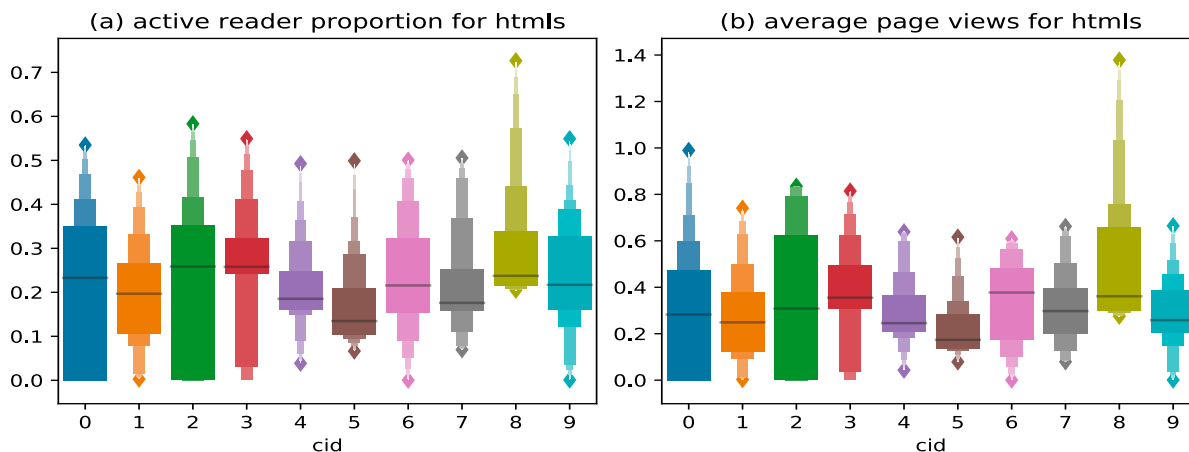 (a) active reader proportion for htmls
0.7
0.6
0.5
0.4
0.3
0.2
0.1
0.0
0 1 2 3 4 5 6 7 8 9
cid
(b) average page views for htmls
1.4
1.2
1.0
0.8
0.6
0.4
0.2
0.0
0 1 2 3 4 5 6 7 8 9
cid